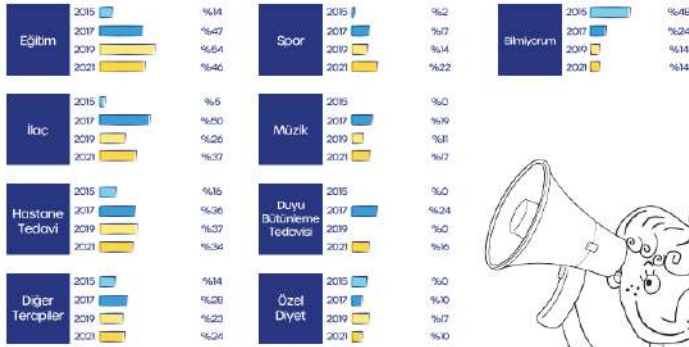 Eğitim
2015 %14
2017 %47
2019 %54
2021 %46
İlaç
2015 %5
2017 %50
2019 %26
2021 %37
Hastane
Tedavi
2015 %16
2017 %36
2019 %37
2021 %34
Diğer
Terapiler
2015 %14
2017 %28
2019 %23
2021 %24
Spor
2015 %2
2017 %17
2019 %14
2021 %22
Müzik
2015 %0
2017 %19
2019 %11
2021 %17
Duyu
Bütünleme
Tedavisi
2015 %0
2017 %24
2019 %0
2021 %16
Özel
Diyet
2015 %0
2017 %10
2019 %17
2021 %10
Bilmiyorum
2015 %48
2017 %24
2019 %14
2021 %14